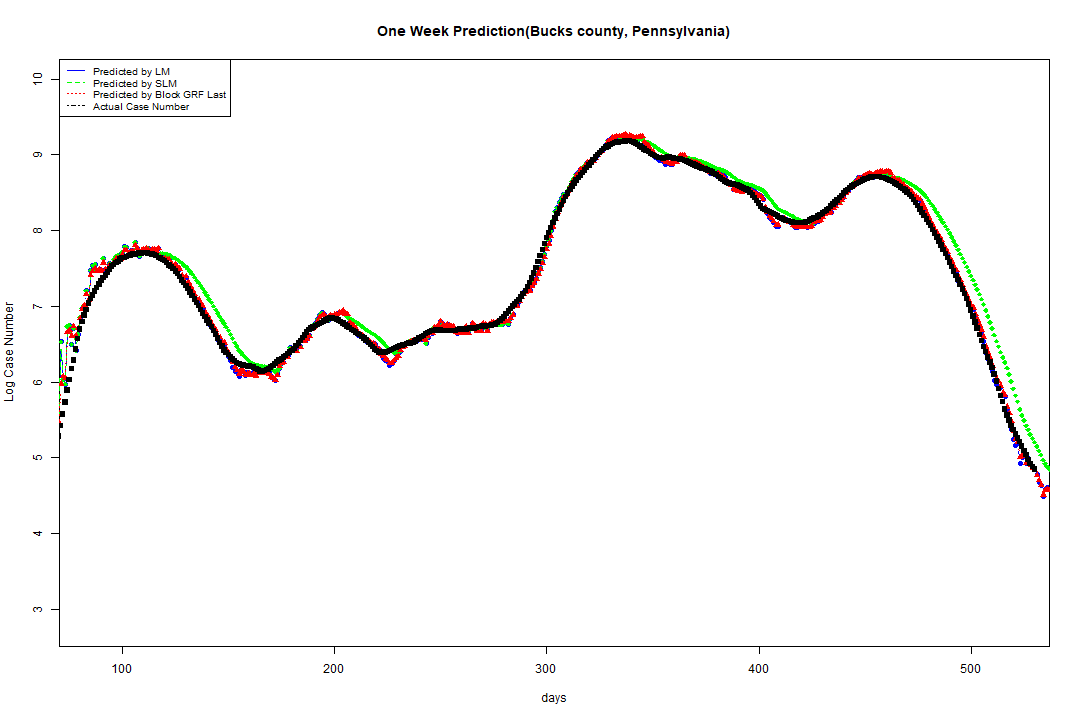 One Week Prediction(Bucks county, Pennsylvania)
Predicted by LM
Predicted by SLM
Predicted by Block GRF Last
Actual Case Number
Log Case Number
10
9
8
7
6
5
4
3
100 200 300 400 500
days